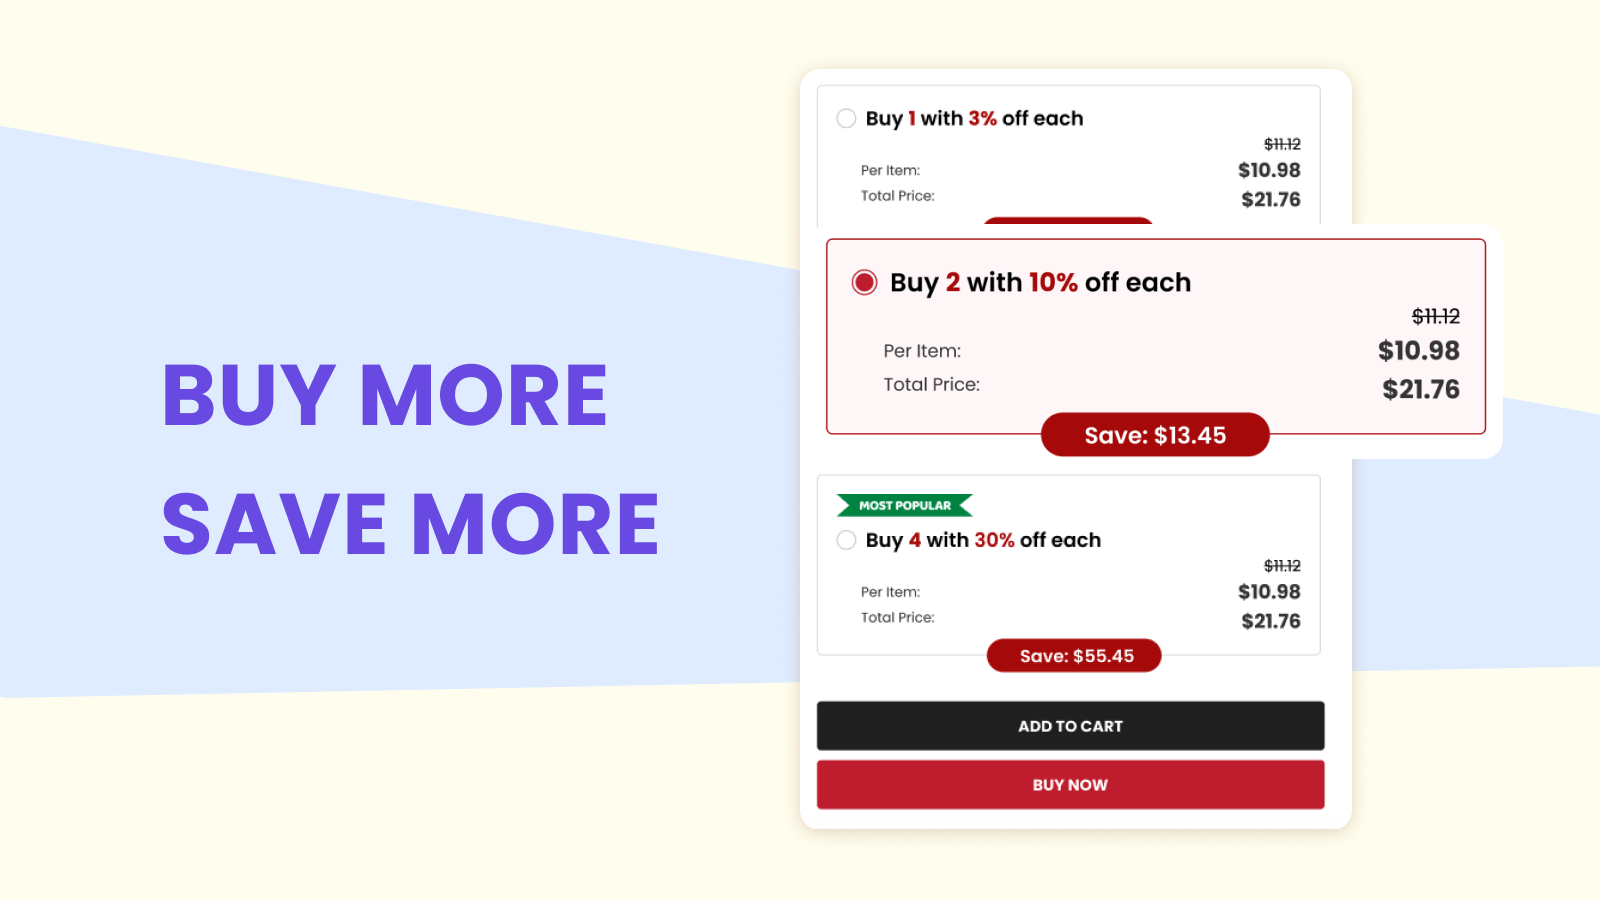 BUY MORE
SAVE MORE
Buy 1 with 3% off each
$11.12
Per Item: $10.98
Total Price: $21.76
Buy 2 with 10% off each
$11.12
Per Item: $10.98
Total Price: $21.76
Save: $13.45
MOST POPULAR
Buy 4 with 30% off each
$11.12
Per Item: $10.98
Total Price: $21.76
Save: $55.45
ADD TO CART
BUY NOW